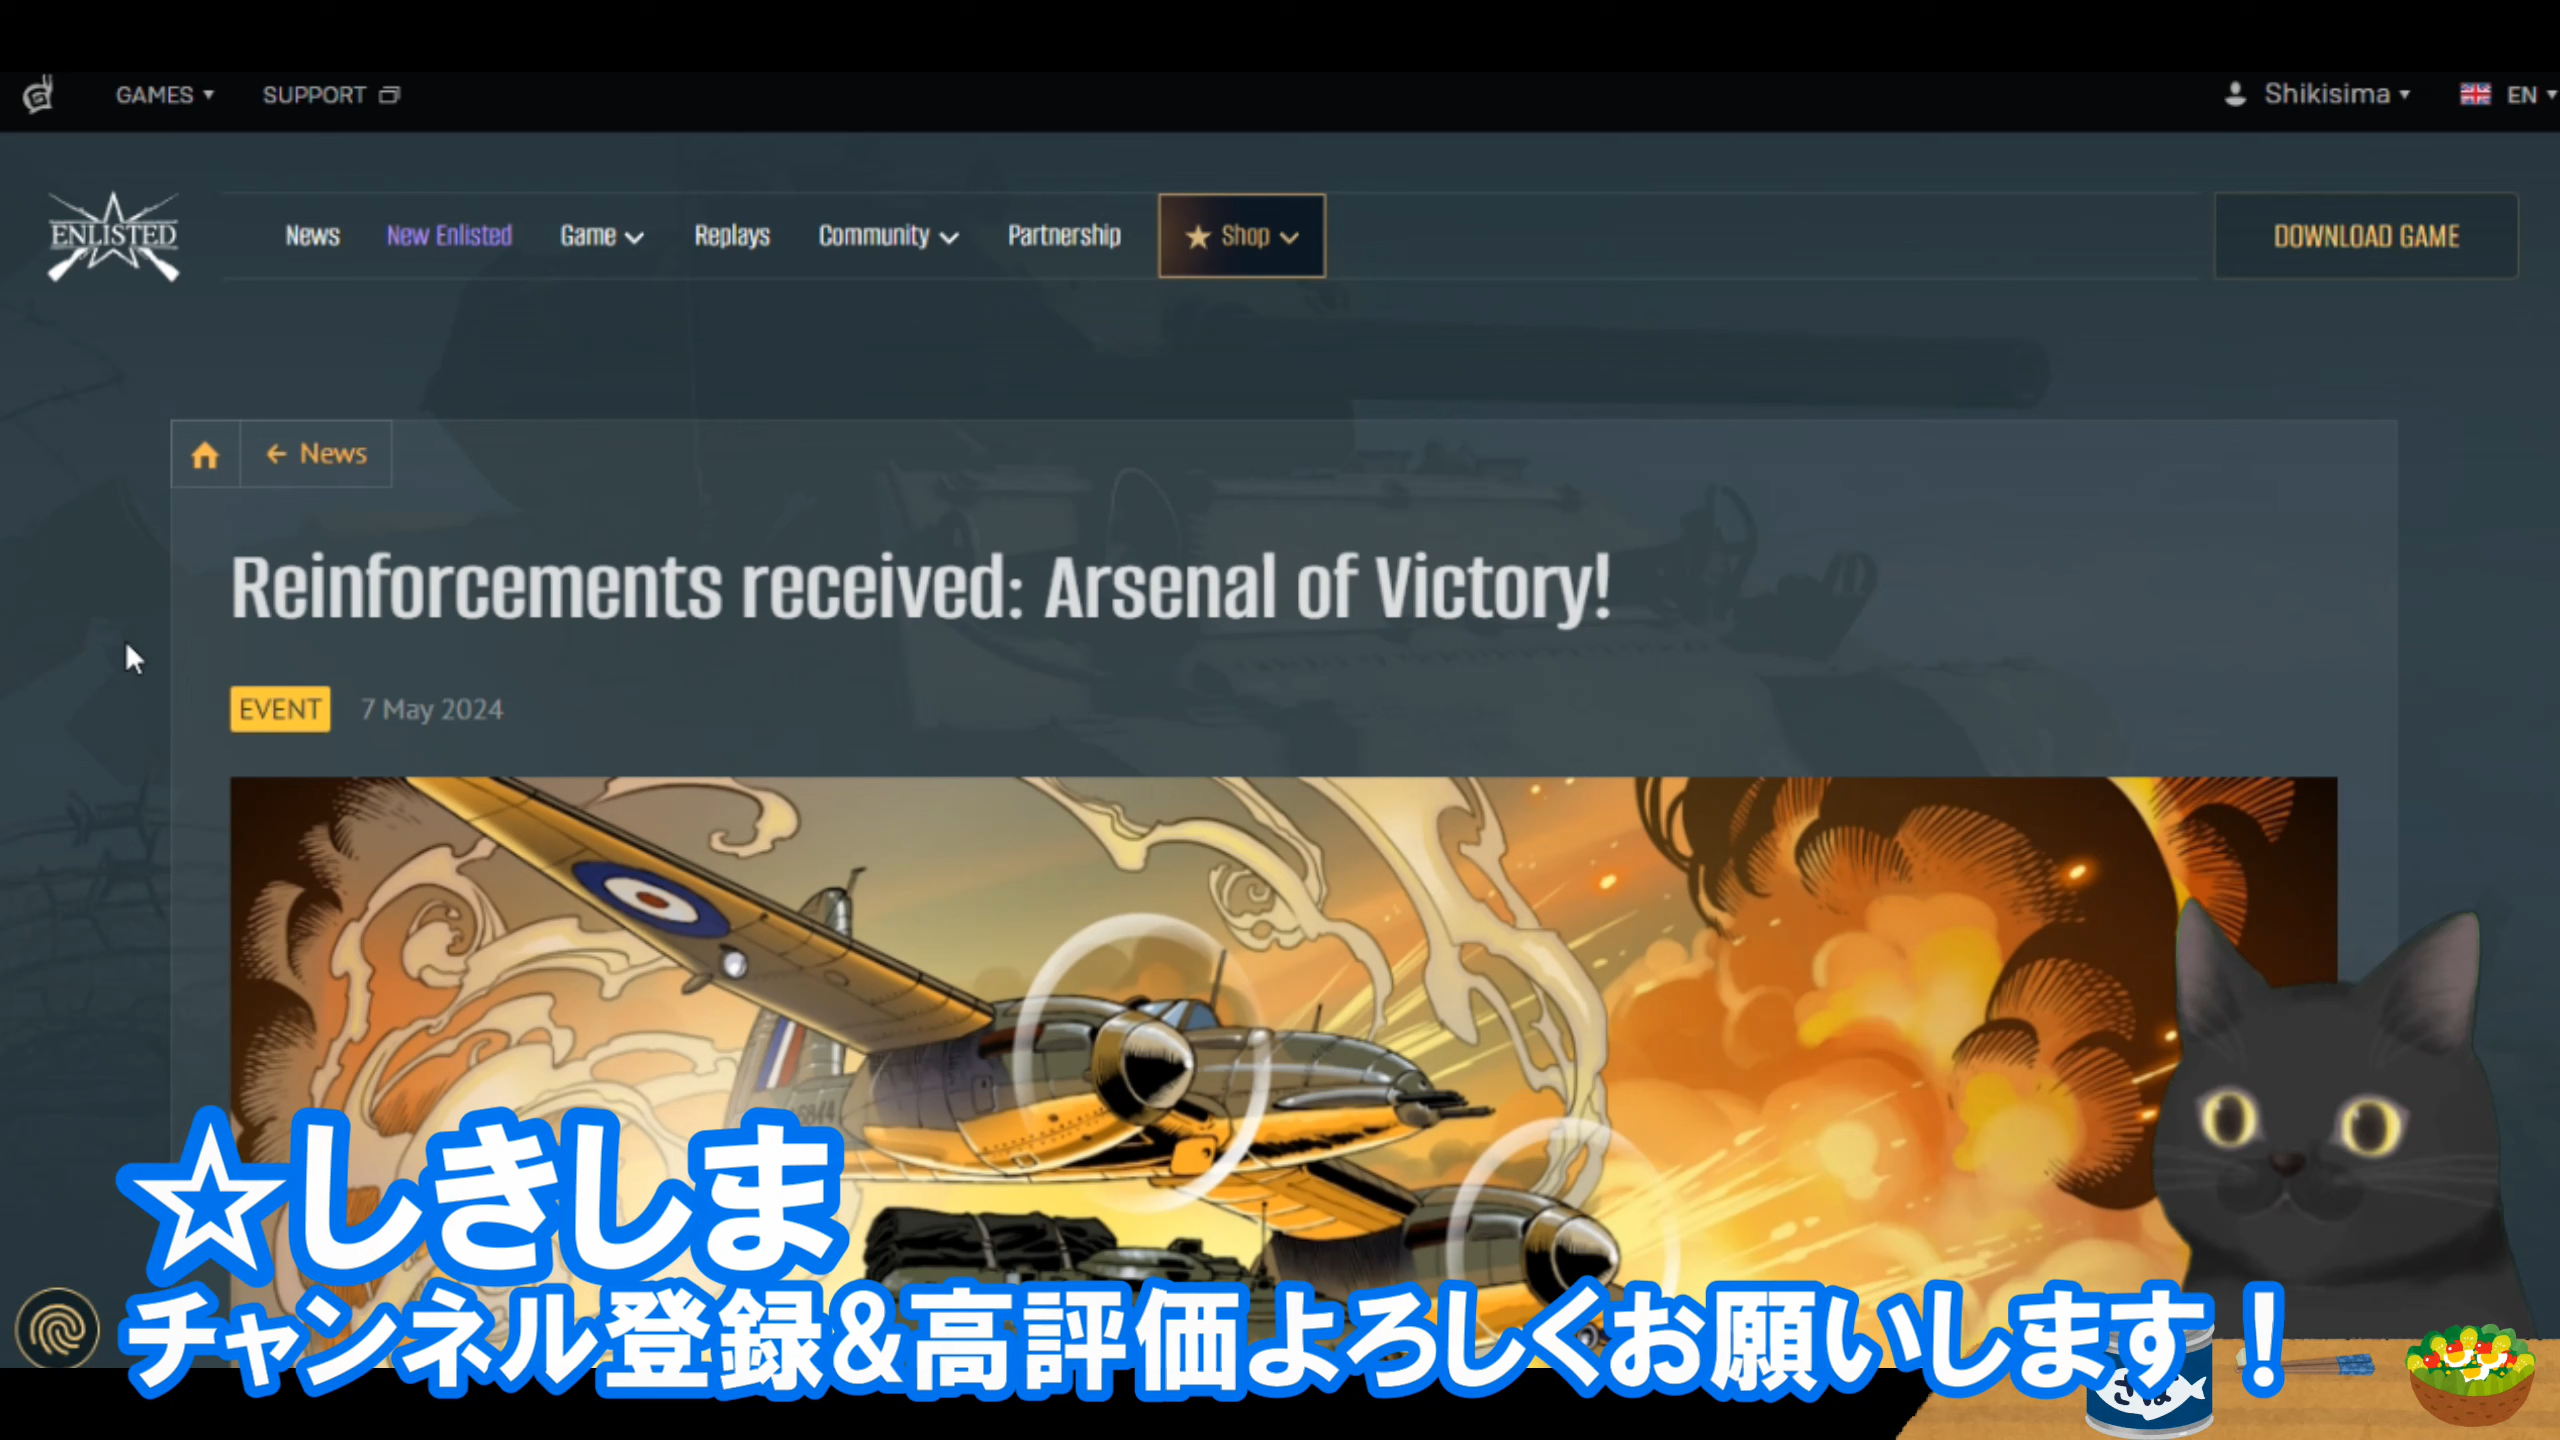 GAMES
SUPPORT
Shikisima
EN
ENLISTED
News
New Enlisted
Game
Replays
Community
Partnership
Shop
DOWNLOAD GAME
News
Reinforcements received: Arsenal of Victory!
EVENT
7 May 2024
☆しきしま
チャンネル登録&高評価よろしくお願いします！
さば